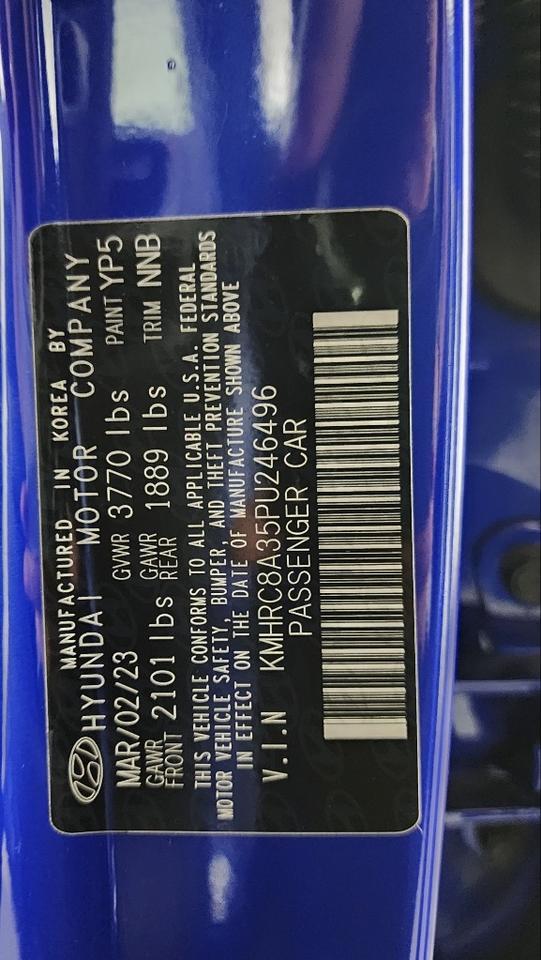 MANUFACTURED IN KOREA BY
HYUNDAI MOTOR COMPANY
MAR/02/23 GVWR 3770 lbs PAINT YP5
GAWR FRONT 2101 lbs GAWR REAR 1889 lbs TRIM NNB
THIS VEHICLE CONFORMS TO ALL APPLICABLE U.S.A. FEDERAL
MOTOR VEHICLE SAFETY, BUMPER, AND THEFT PREVENTION STANDARDS
IN EFFECT ON THE DATE OF MANUFACTURE SHOWN ABOVE
V.I.N KMHRC8A35PU246496
PASSENGER CAR